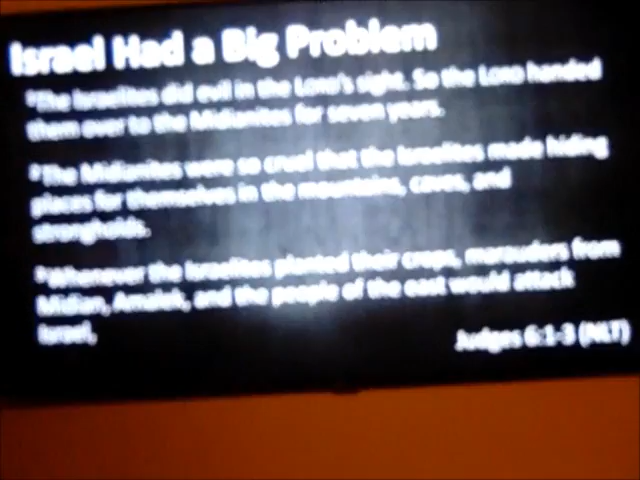 Israel Had a Big Problem
¹The Israelites did evil in the LORD's sight. So the LORD handed
them over to the Midianites for seven years.
²The Midianites were so cruel that the Israelites made hiding
places for themselves in the mountains, caves, and
strongholds.
³Whenever the Israelites planted their crops, marauders from
Midian, Amalek, and the people of the east would attack
Israel,
Judges 6:1-3 (NLT)